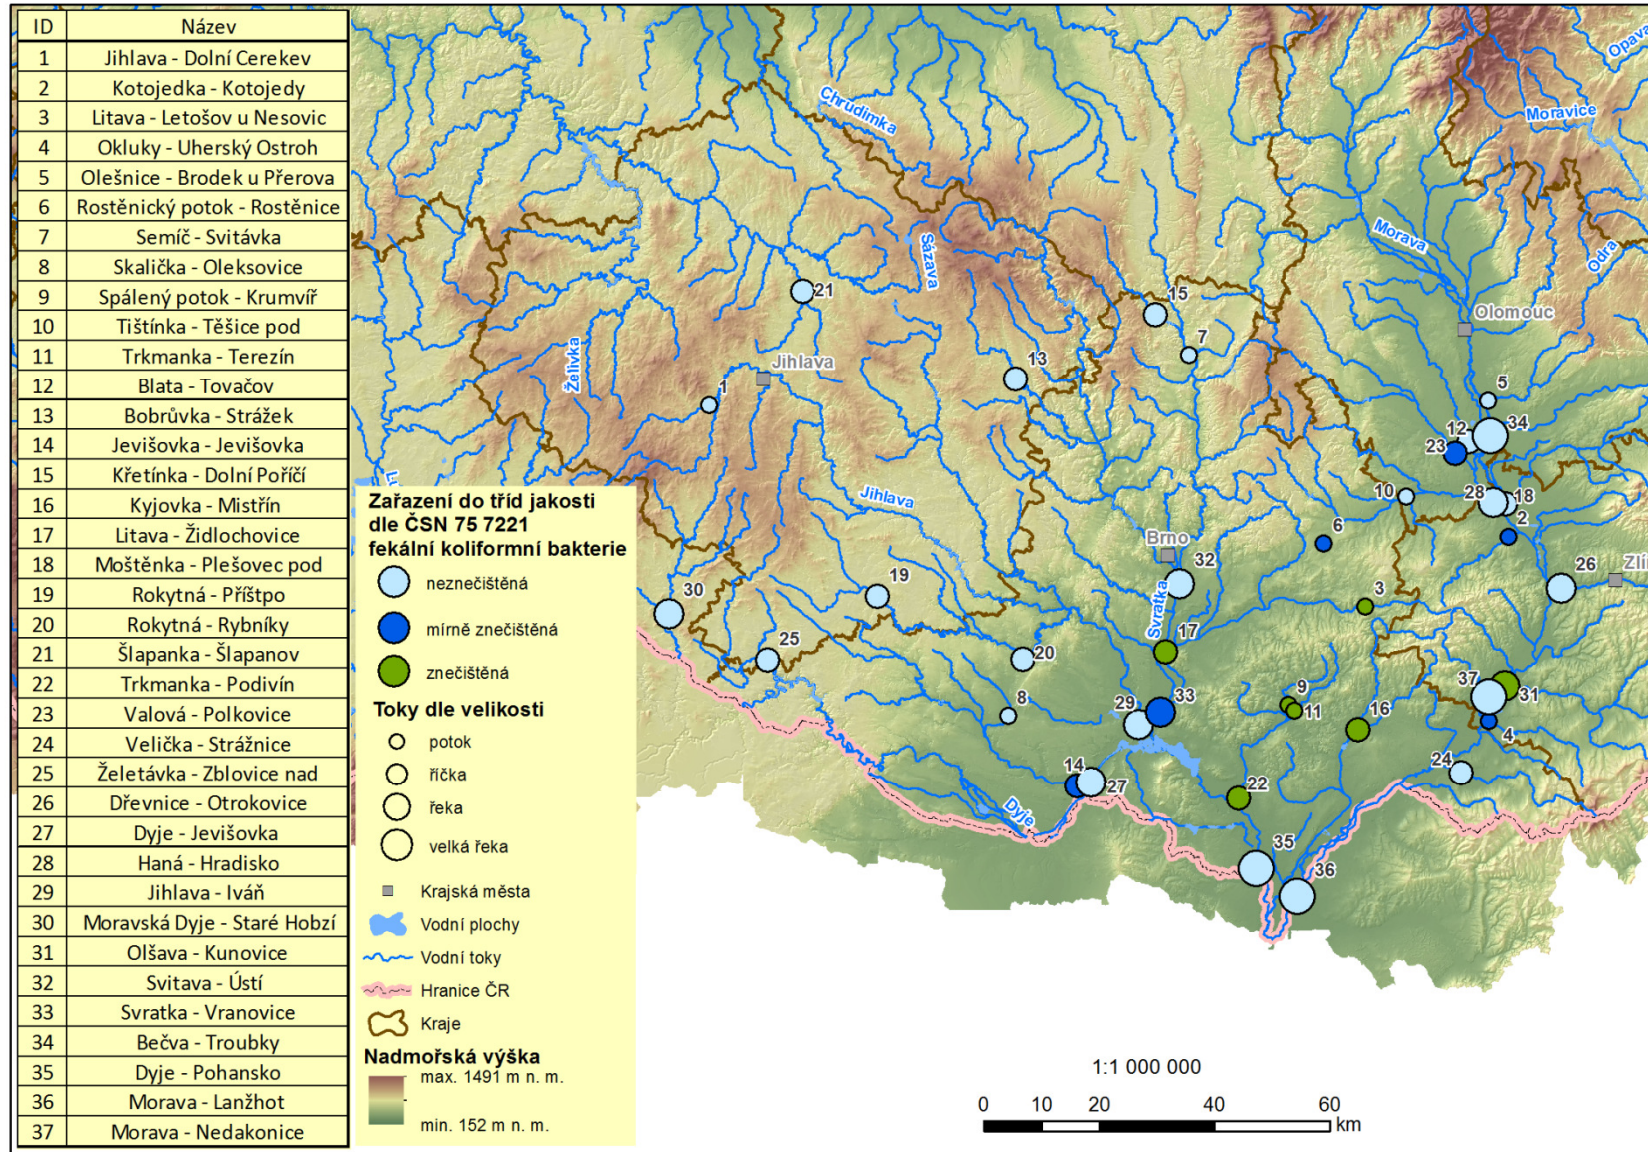 ID Název
1 Jihlava - Dolní Cerekev
2 Kotojedka - Kotojedy
3 Litava - Letošov u Nesovic
4 Okluky - Uherský Ostroh
5 Olešnice - Brodek u Přerova
6 Rostěnický potok - Rostěnice
7 Semíč - Svitávka
8 Skalička - Oleksovice
9 Spálený potok - Krumvíř
10 Tištínka - Těšice pod
11 Trkmanka - Terezín
12 Blata - Tovačov
13 Bobrůvka - Strážek
14 Jevišovka - Jevišovka
15 Křetínka - Dolní Poříčí
16 Kyjovka - Mistřín
17 Litava - Židlochovice
18 Moštěnka - Plešovec pod
19 Rokytná - Příštpo
20 Rokytná - Rybníky
21 Šlapanka - Šlapanov
22 Trkmanka - Podivín
23 Valová - Polkovice
24 Velička - Strážnice
25 Želetávka - Zblovice nad
26 Dřevnice - Otrokovice
27 Dyje - Jevišovka
28 Haná - Hradisko
29 Jihlava - Iváň
30 Moravská Dyje - Staré Hobzí
31 Olšava - Kunovice
32 Svitava - Ústí
33 Svratka - Vranovice
34 Bečva - Troubky
35 Dyje - Pohansko
36 Morava - Lanžhot
37 Morava - Nedakonice
Zařazení do tříd jakosti
dle ČSN 75 7221
fekální koliformní bakterie
neznečištěná
mírně znečištěná
znečištěná
Toky dle velikosti
potok
říčka
řeka
velká řeka
Krajská města
Vodní plochy
Vodní toky
Hranice ČR
Kraje
Nadmořská výška
max. 1491 m n. m.
min. 152 m n. m.
Chrudimka
Opava
Moravice
Morava
Odra
Sázava
Olomouc
Želivka
Jihlava
Jihlava
Brno
Svratka
Zlí
Dyje
21
15
7
13
1
5
12
34
23
10
28
18
2
6
32
26
3
19
30
17
25
20
9
11
8
29
33
16
37
31
4
24
14
27
22
35
36
1:1 000 000
0 10 20 40 60
km